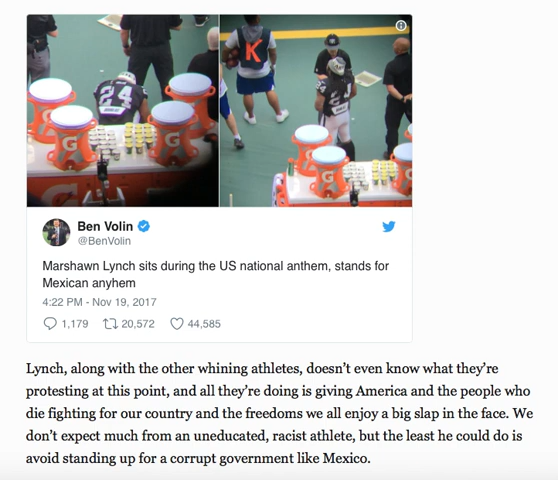 24
K
G
G
G
G
Ben Volin
@BenVolin
Marshawn Lynch sits during the US national anthem, stands for
Mexican anyhem
4:22 PM - Nov 19, 2017
1,179 20,572 44,585
Lynch, along with the other whining athletes, doesn’t even know what they’re
protesting at this point, and all they’re doing is giving America and the people who
die fighting for our country and the freedoms we all enjoy a big slap in the face. We
don’t expect much from an uneducated, racist athlete, but the least he could do is
avoid standing up for a corrupt government like Mexico.